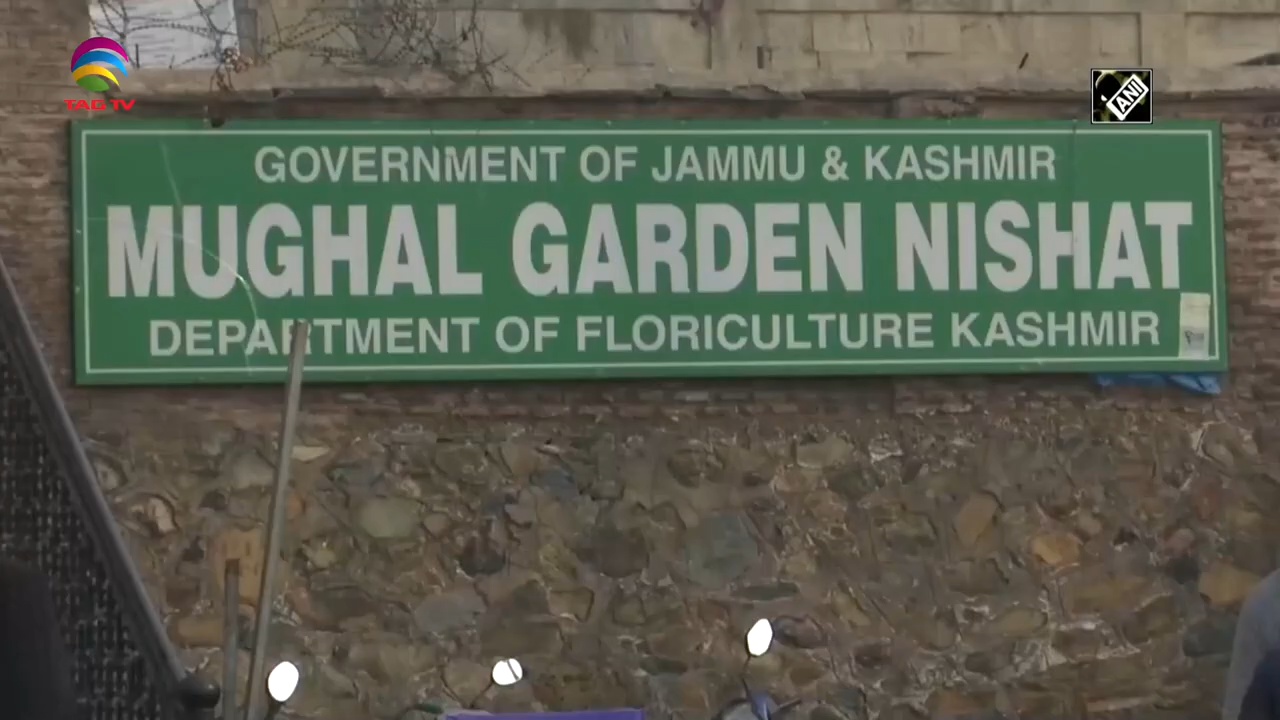 TAG TV
ANI
GOVERNMENT OF JAMMU & KASHMIR
MUGHAL GARDEN NISHAT
DEPARTMENT OF FLORICULTURE KASHMIR